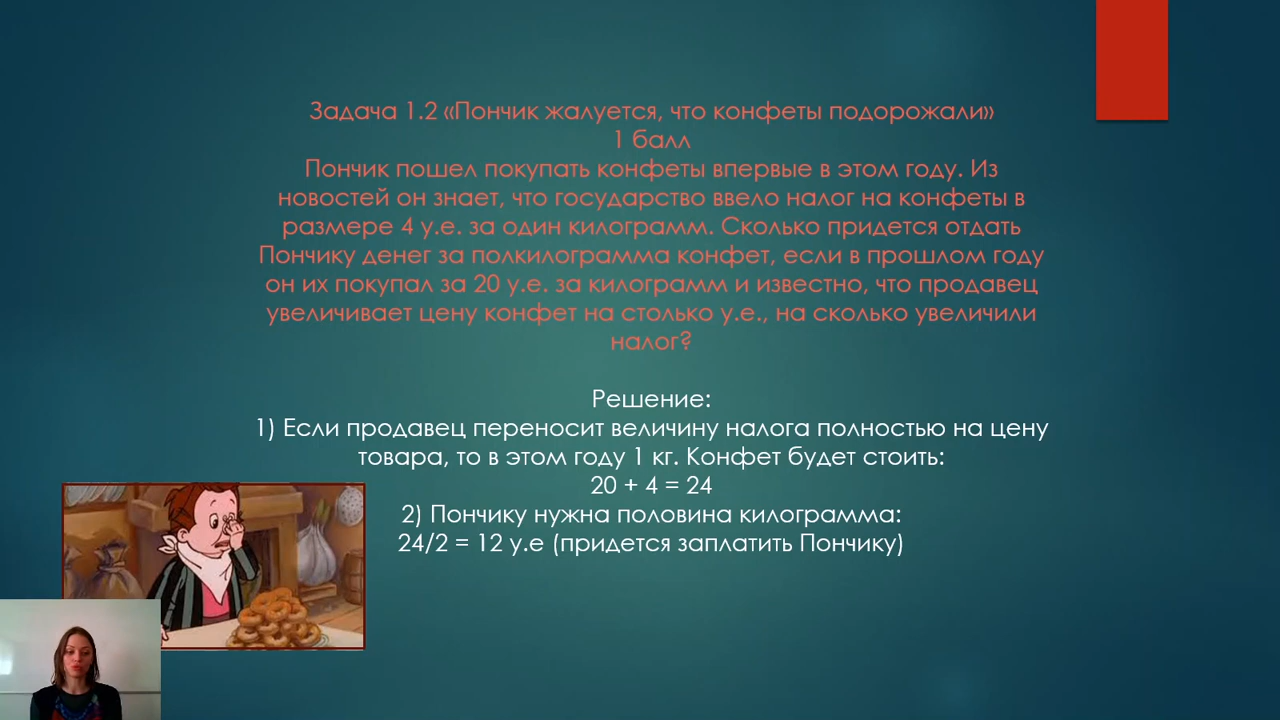 Задача 1.2 «Пончик жалуется, что конфеты подорожали»
1 балл
Пончик пошел покупать конфеты впервые в этом году. Из
новостей он знает, что государство ввело налог на конфеты в
размере 4 у.е. за один килограмм. Сколько придется отдать
Пончику денег за полкилограмма конфет, если в прошлом году
он их покупал за 20 у.е. за килограмм и известно, что продавец
увеличивает цену конфет на столько у.е., на сколько увеличили
налог?
Решение:
1) Если продавец переносит величину налога полностью на цену
товара, то в этом году 1 кг. Конфет будет стоить:
20 + 4 = 24
2) Пончику нужна половина килограмма:
24/2 = 12 у.е (придется заплатить Пончику)